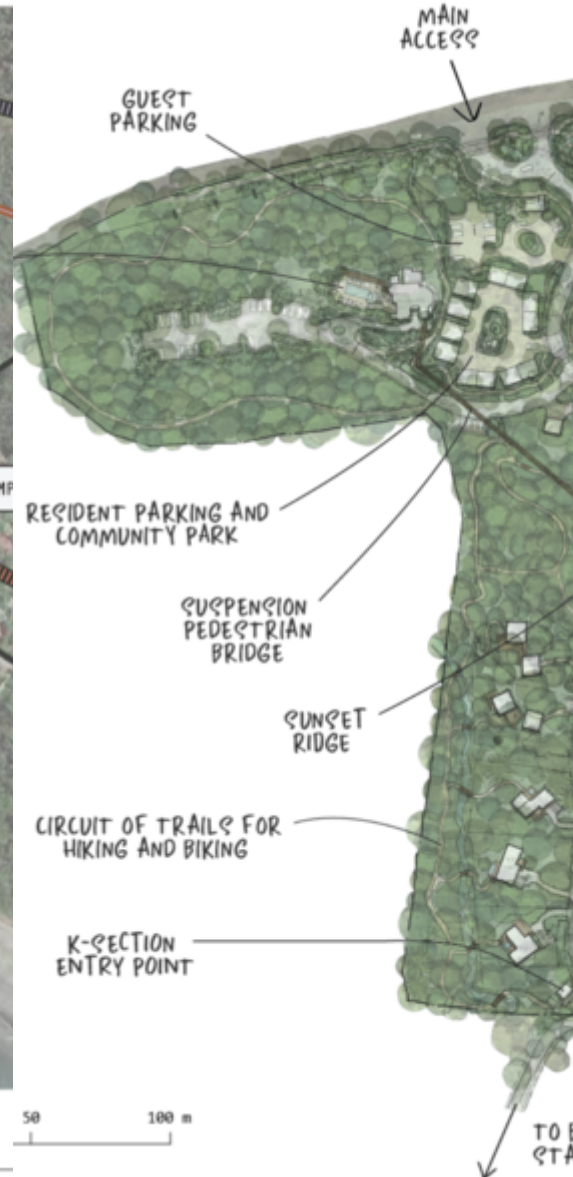 MAIN
ACCESS
GUEST
PARKING
RESIDENT PARKING AND
COMMUNITY PARK
SUSPENSION
PEDESTRIAN
BRIDGE
SUNSET
RIDGE
CIRCUIT OF TRAILS FOR
HIKING AND BIKING
K-SECTION
ENTRY POINT
50 100 m
TO